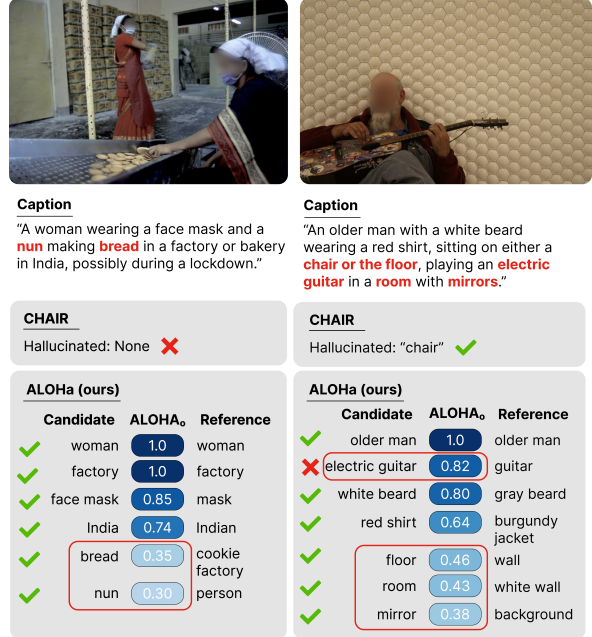 Caption
“A woman wearing a face mask and a
nun making bread in a factory or bakery
in India, possibly during a lockdown.”
CHAIR
Hallucinated: None
ALOHa (ours)
Candidate ALOHAₒ Reference
woman 1.0 woman
factory 1.0 factory
face mask 0.85 mask
India 0.74 Indian
bread 0.35 cookie
factory
nun 0.30 person
Caption
“An older man with a white beard
wearing a red shirt, sitting on either a
chair or the floor, playing an electric
guitar in a room with mirrors.”
CHAIR
Hallucinated: “chair”
ALOHa (ours)
Candidate ALOHAₒ Reference
older man 1.0 older man
electric guitar 0.82 guitar
white beard 0.80 gray beard
red shirt 0.64 burgundy
jacket
floor 0.46 wall
room 0.43 white wall
mirror 0.38 background